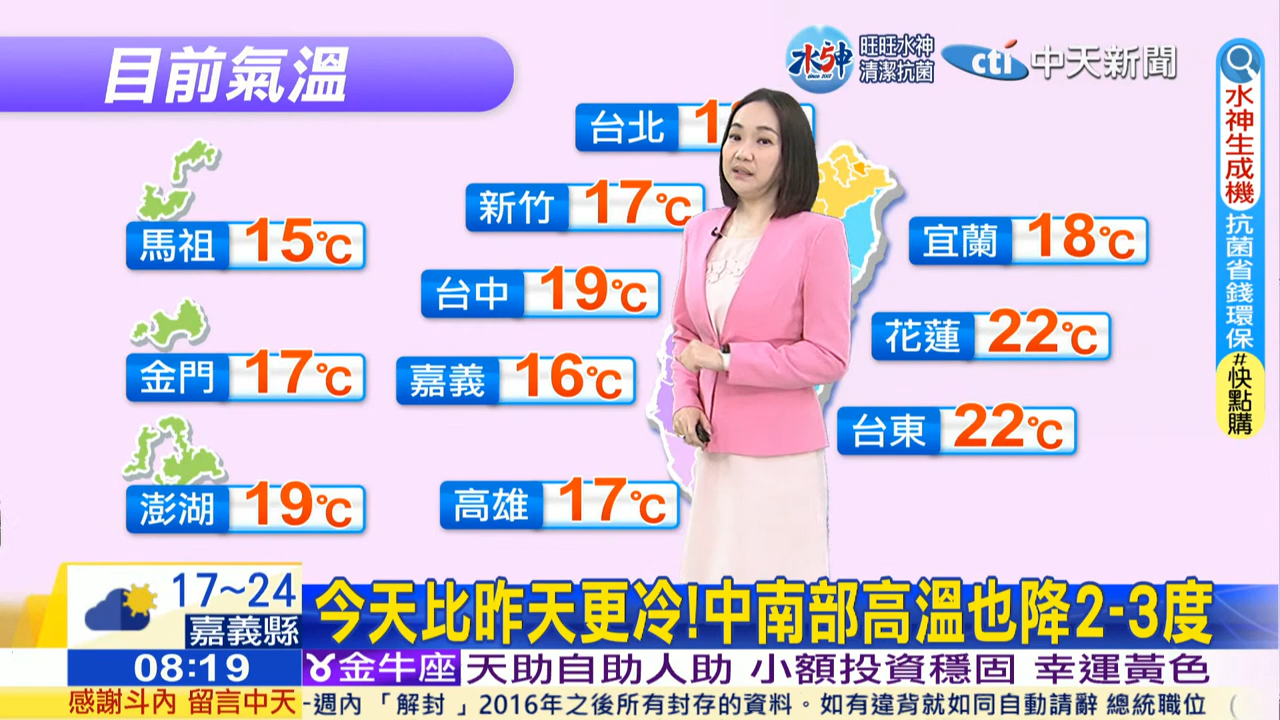 目前氣溫
水神
since 2007
旺旺水神
清潔抗菌
cti 中天新聞
水神生成機 抗菌省錢環保
#快點購
台北
新竹 17°C
馬祖 15°C
宜蘭 18°C
台中 19°C
花蓮 22°C
金門 17°C
嘉義 16°C
台東 22°C
澎湖 19°C
高雄 17°C
17~24
嘉義縣
今天比昨天更冷!中南部高溫也降2-3度
08:19
♉金牛座 天助自助人助 小額投資穩固 幸運黃色
感謝斗內 留言中天
一週內 「解封 」2016年之後所有封存的資料。如有違背就如同自動請辭 總統職位 (